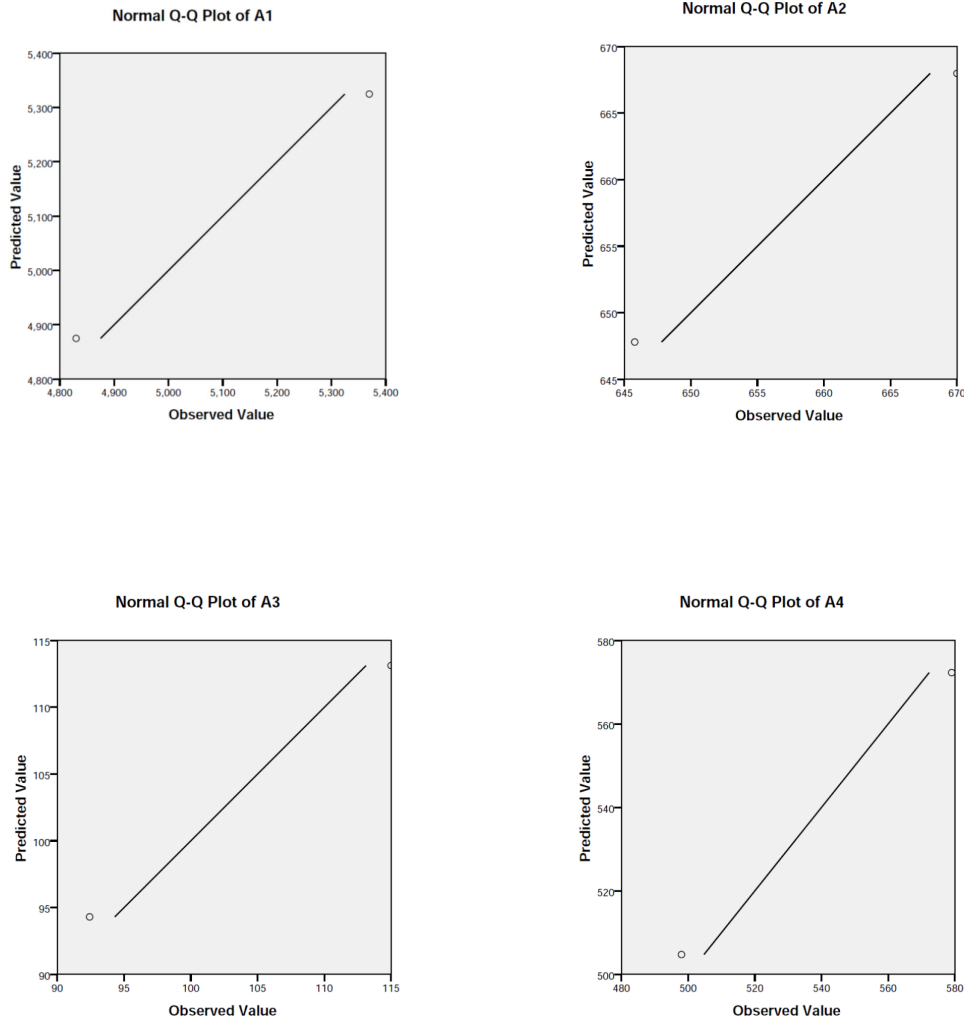 Normal Q-Q Plot of A1
5,400
5,300
5,200
5,100
5,000
4,900
4,800
Predicted Value
4,800 4,900 5,000 5,100 5,200 5,300 5,400
Observed Value
Normal Q-Q Plot of A2
670
665
660
655
650
645
Predicted Value
645 650 655 660 665 670
Observed Value
Normal Q-Q Plot of A3
115
110
105
100
95
90
Predicted Value
90 95 100 105 110 115
Observed Value
Normal Q-Q Plot of A4
580
560
540
520
500
Predicted Value
480 500 520 540 560 580
Observed Value